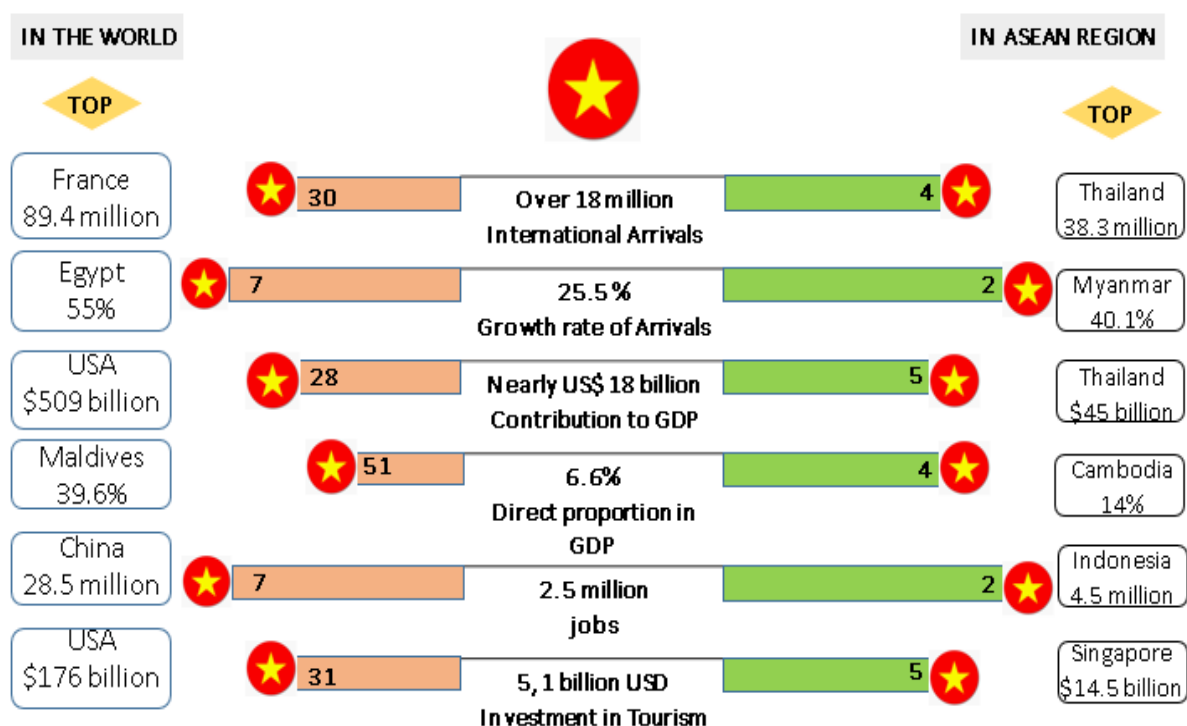 IN THE WORLD
IN ASEAN REGION
TOP
TOP
France
89.4 million
30
Over 18 million
International Arrivals
4
Thailand
38.3 million
Egypt
55%
7
25.5%
Growth rate of Arrivals
2
Myanmar
40.1%
USA
$509 billion
28
Nearly US$ 18 billion
Contribution to GDP
5
Thailand
$45 billion
Maldives
39.6%
51
6.6%
Direct proportion in
GDP
4
Cambodia
14%
China
28.5 million
7
2.5 million
jobs
2
Indonesia
4.5 million
USA
$176 billion
31
5, 1 billion USD
Investment in Tourism
5
Singapore
$14.5 billion